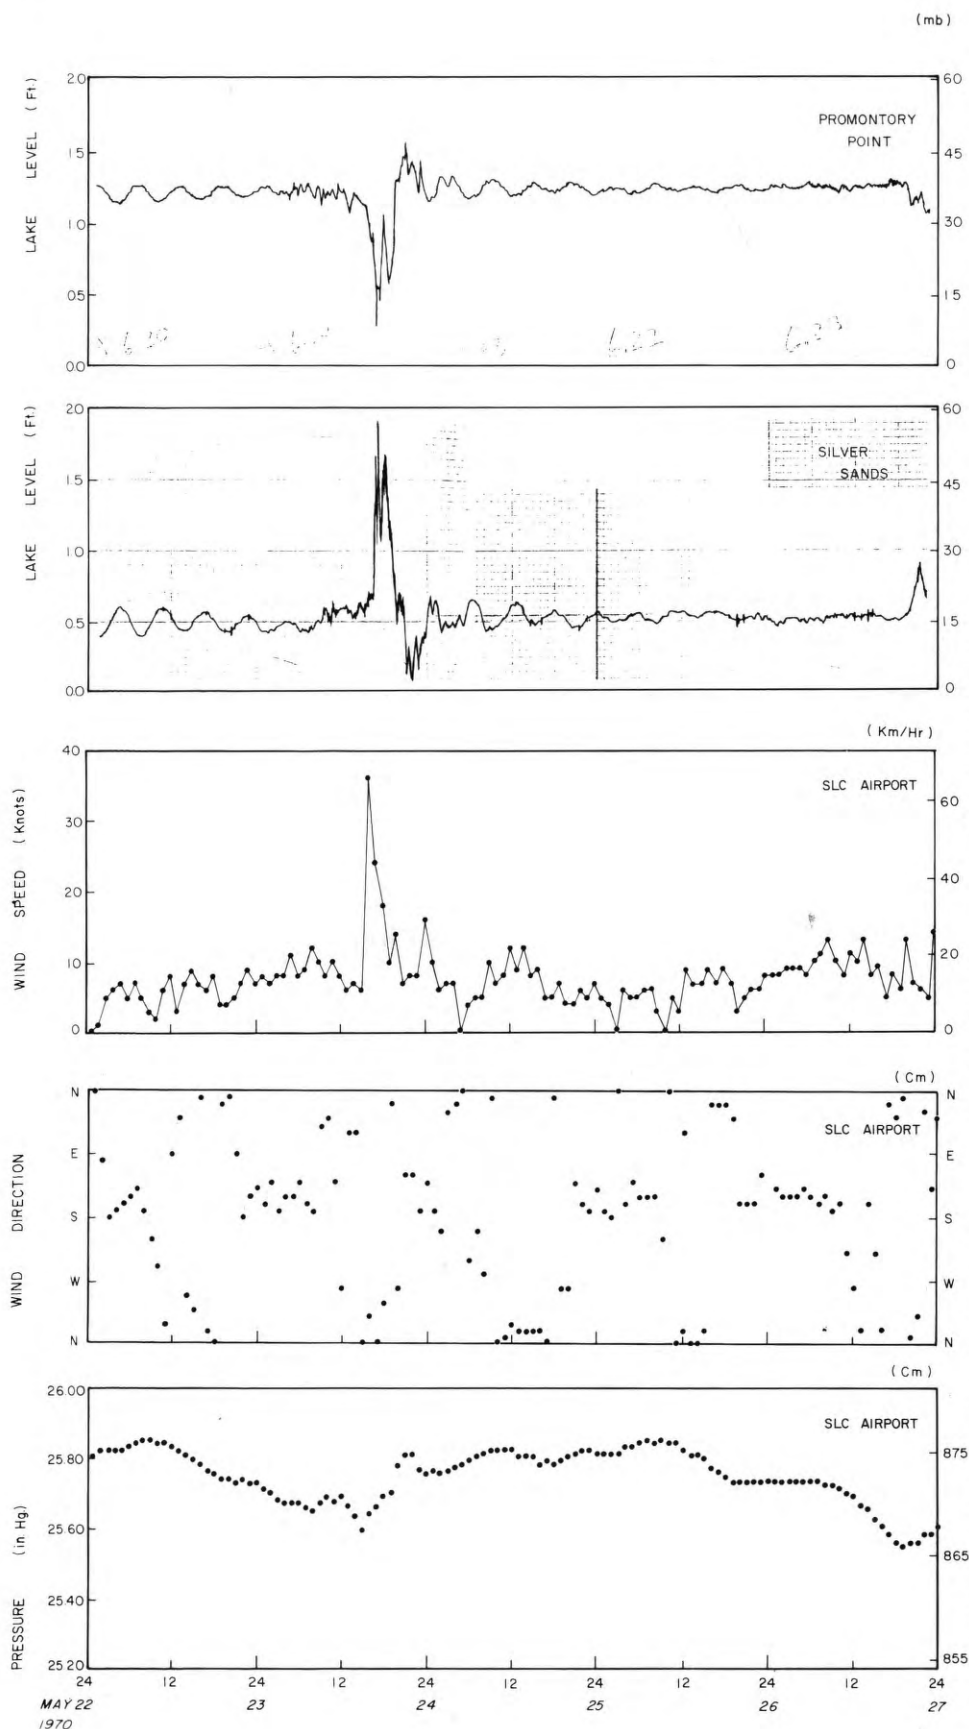 (mb)
LAKE LEVEL (Ft.)
2.0
1.5
1.0
0.5
0.0
PROMONTORY
POINT
60
45
30
15
0
6.22
6.23
LAKE LEVEL (Ft.)
2.0
1.5
1.0
0.5
0.0
SILVER
SANDS
60
45
30
15
0
(Km/Hr)
WIND SPEED (Knots)
40
30
20
10
0
SLC AIRPORT
60
40
20
0
(Cm)
WIND DIRECTION
N
E
S
W
N
SLC AIRPORT
N
E
S
W
N
(Cm)
PRESSURE (in Hg.)
26.00
25.80
25.60
25.40
25.20
SLC AIRPORT
875
865
855
24 12 24 12 24 12 24 12 24 12 24
MAY 22 23 24 25 26 27
1970